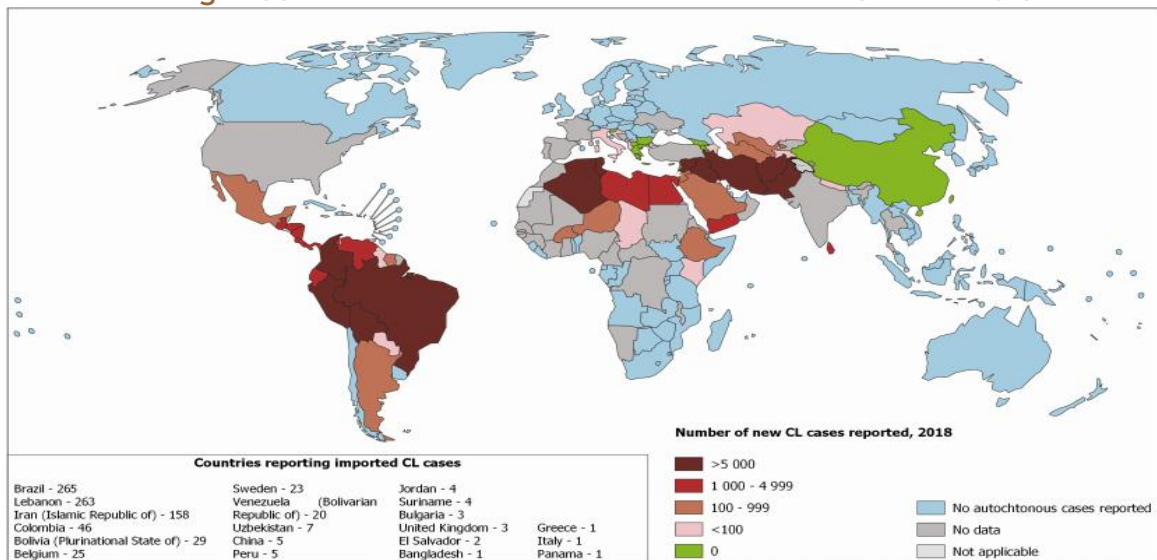 Number of new CL cases reported, 2018
>5 000
1 000 - 4 999
100 - 999
<100
0
No autochtonous cases reported
No data
Not applicable
Countries reporting imported CL cases
Brazil - 265
Lebanon - 263
Iran (Islamic Republic of) - 158
Colombia - 46
Bolivia (Plurinational State of) - 29
Belgium - 25
Sweden - 23
Venezuela (Bolivarian
Republic of) - 20
Uzbekistan - 7
China - 5
Peru - 5
Jordan - 4
Suriname - 4
Bulgaria - 3
United Kingdom - 3
El Salvador - 2
Bangladesh - 1
Greece - 1
Italy - 1
Panama - 1